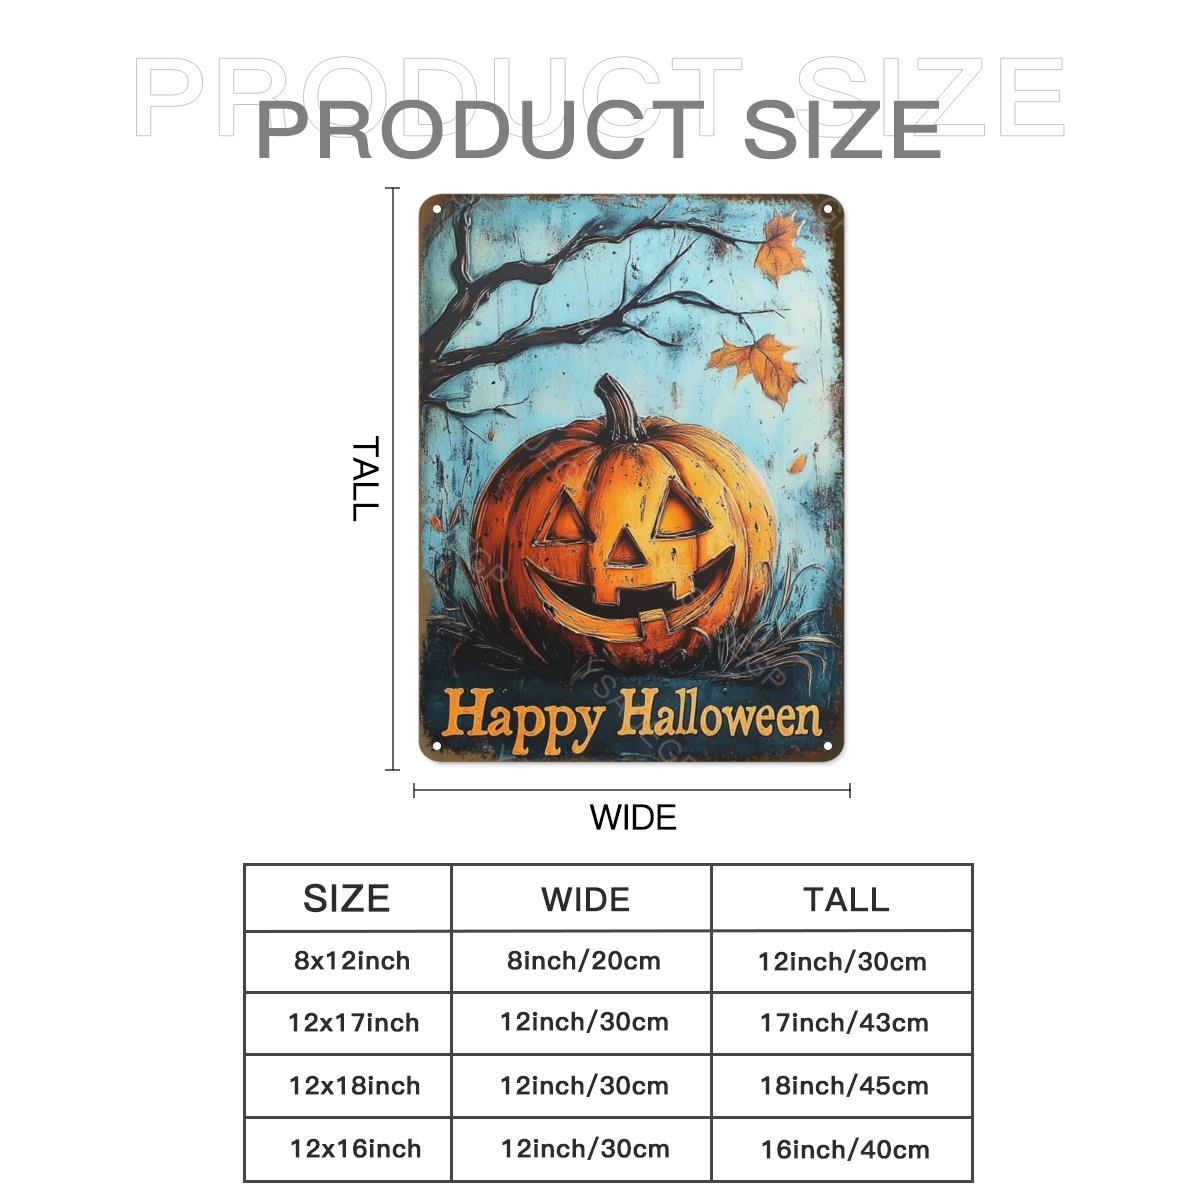 PRODUCT SIZE
PRODUCT SIZE
TALL
Happy Halloween
WIDE
SIZE WIDE TALL
8x12inch 8inch/20cm 12inch/30cm
12x17inch 12inch/30cm 17inch/43cm
12x18inch 12inch/30cm 18inch/45cm
12x16inch 12inch/30cm 16inch/40cm